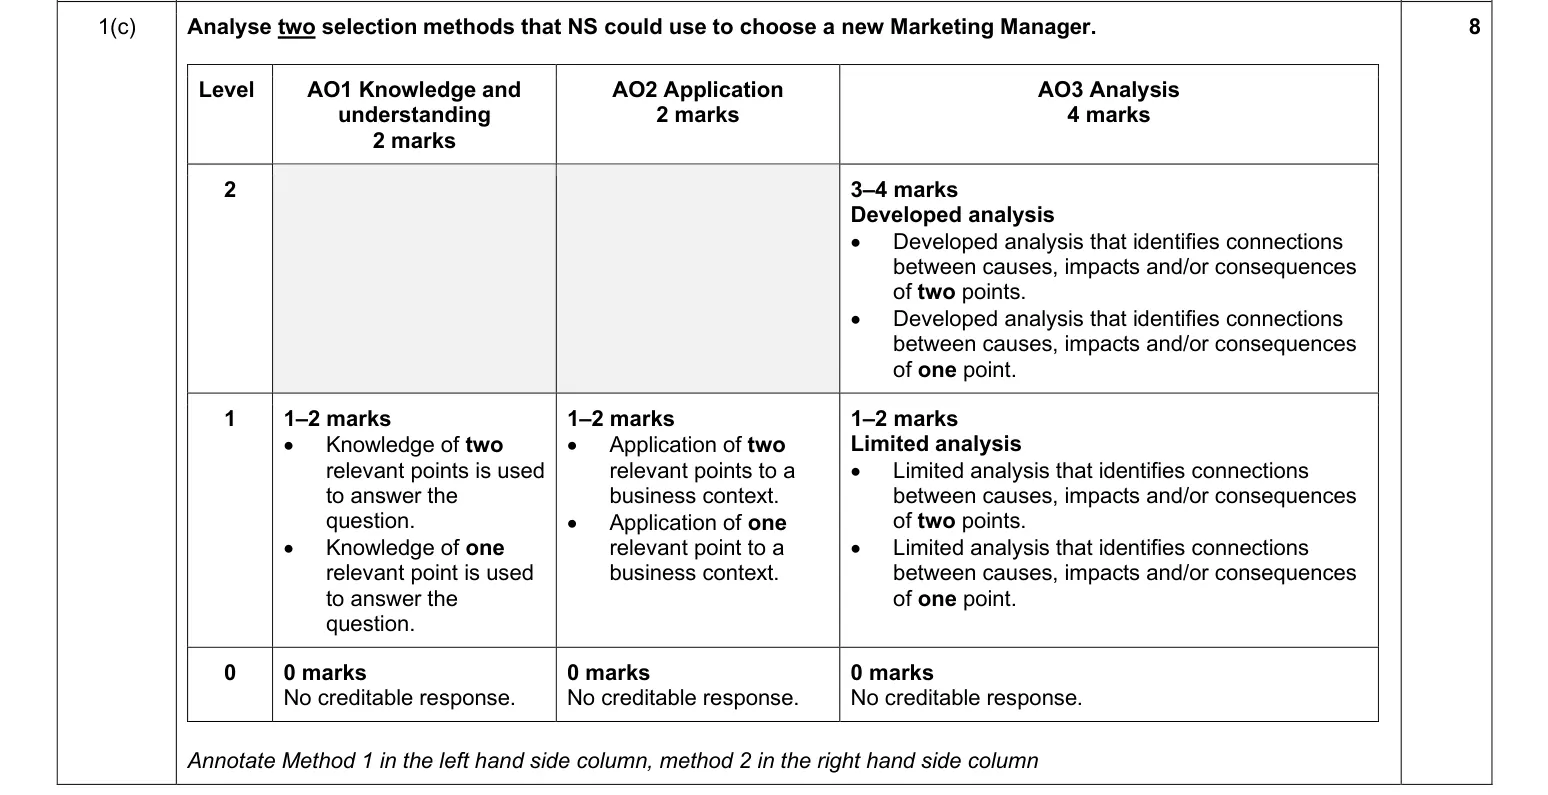 1(c)
Analyse two selection methods that NS could use to choose a new Marketing Manager.
8
Level
AO1 Knowledge and
understanding
2 marks
AO2 Application
2 marks
AO3 Analysis
4 marks
2
3–4 marks
Developed analysis
• Developed analysis that identifies connections
between causes, impacts and/or consequences
of two points.
• Developed analysis that identifies connections
between causes, impacts and/or consequences
of one point.
1
1–2 marks
• Knowledge of two
relevant points is used
to answer the
question.
• Knowledge of one
relevant point is used
to answer the
question.
1–2 marks
• Application of two
relevant points to a
business context.
• Application of one
relevant point to a
business context.
1–2 marks
Limited analysis
• Limited analysis that identifies connections
between causes, impacts and/or consequences
of two points.
• Limited analysis that identifies connections
between causes, impacts and/or consequences
of one point.
0
0 marks
No creditable response.
0 marks
No creditable response.
0 marks
No creditable response.
Annotate Method 1 in the left hand side column, method 2 in the right hand side column